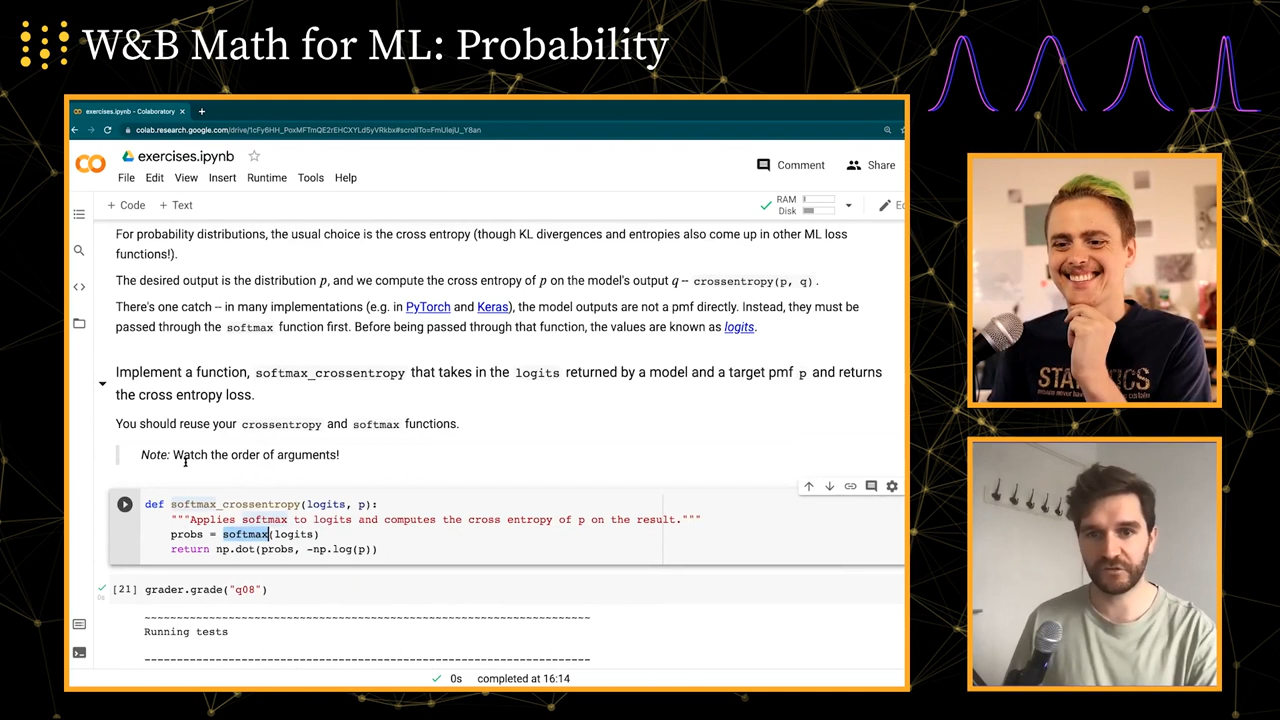 W&B Math for ML: Probability
exercises.ipynb - Colaboratory
colab.research.google.com/drive/1cFy6HH_PoxMFTmQE2rEHCXYLd5yVRkbx#scrollTo=FmUIejU_Y8an
exercises.ipynb
Comment
Share
File Edit View Insert Runtime Tools Help
+ Code + Text
RAM
Disk
For probability distributions, the usual choice is the cross entropy (though KL divergences and entropies also come up in other ML loss
functions!).
The desired output is the distribution p, and we compute the cross entropy of p on the model's output q -- crossentropy(p, q) .
There's one catch -- in many implementations (e.g. in PyTorch and Keras), the model outputs are not a pmf directly. Instead, they must be
passed through the softmax function first. Before being passed through that function, the values are known as logits.
Implement a function, softmax_crossentropy that takes in the logits returned by a model and a target pmf p and returns
the cross entropy loss.
You should reuse your crossentropy and softmax functions.
Note: Watch the order of arguments!
def softmax_crossentropy(logits, p):
"""Applies softmax to logits and computes the cross entropy of p on the result."""
probs = softmax(logits)
return np.dot(probs, -np.log(p))
[21] grader.grade("q08")
0s
~~~~~~~~~~~~~~~~~~~~~~~~~~~~~~~~~~~~~~~~~~~~~~~~~~~~~~~~~~~~~~~~~~~~~
Running tests
---------------------------------------------------------------------
0s completed at 16:14